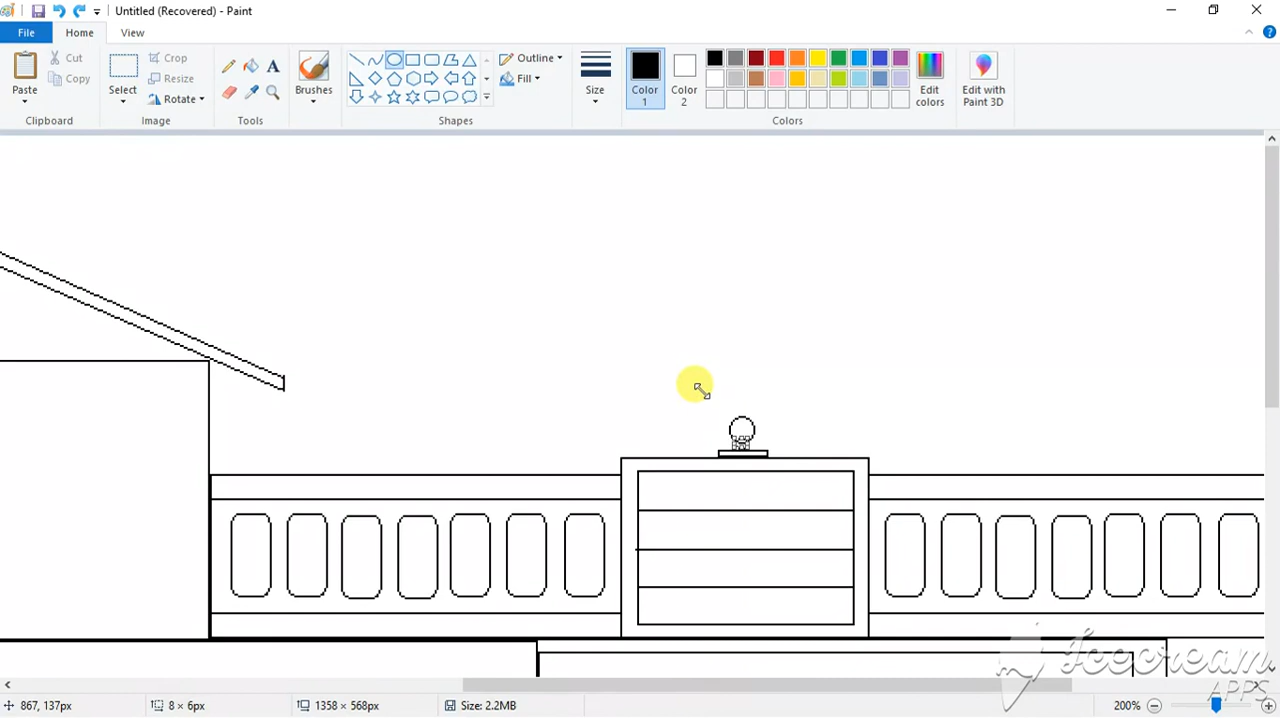 Untitled (Recovered) - Paint
File
Home
View
Paste
Cut
Copy
Clipboard
Select
Crop
Resize
Rotate
Image
A
Tools
Brushes
Shapes
Outline
Fill
Size
Color
1
Color
2
Edit
colors
Colors
Edit with
Paint 3D
Icecream
APPS
867, 137px
8 × 6px
1358 × 568px
Size: 2.2MB
200%